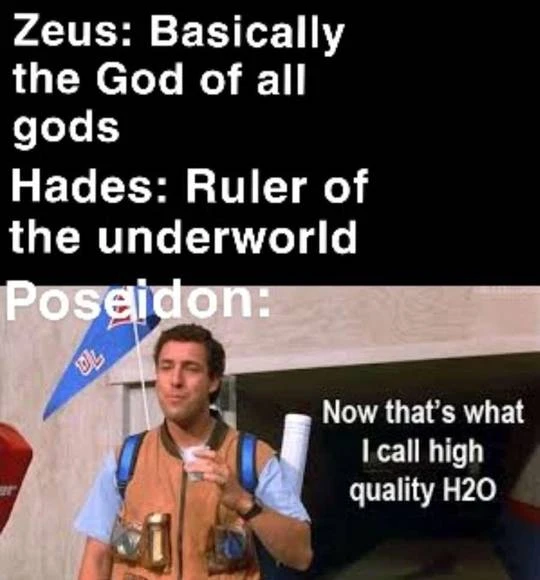 Zeus: Basically
the God of all
gods
Hades: Ruler of
the underworld
Poseidon:
Now that's what
I call high
quality H2O